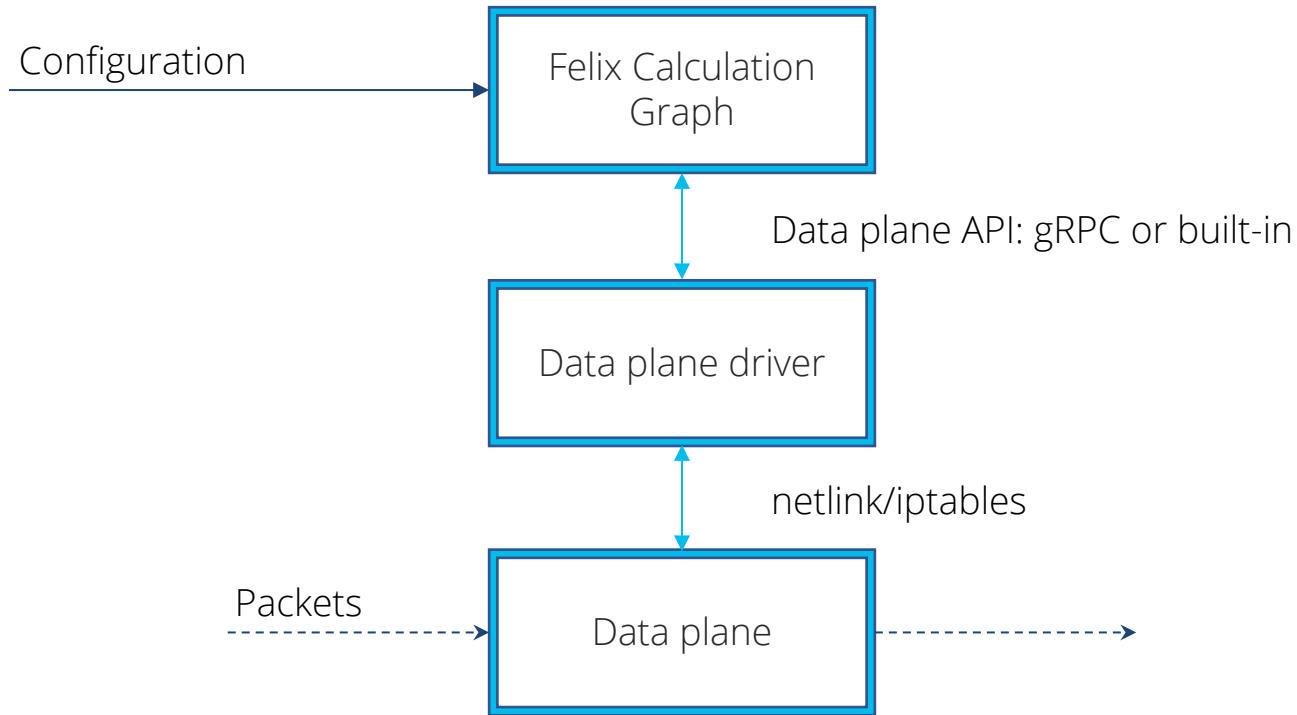 Configuration
Felix Calculation
Graph
Data plane API: gRPC or built-in
Data plane driver
netlink/iptables
Packets
Data plane